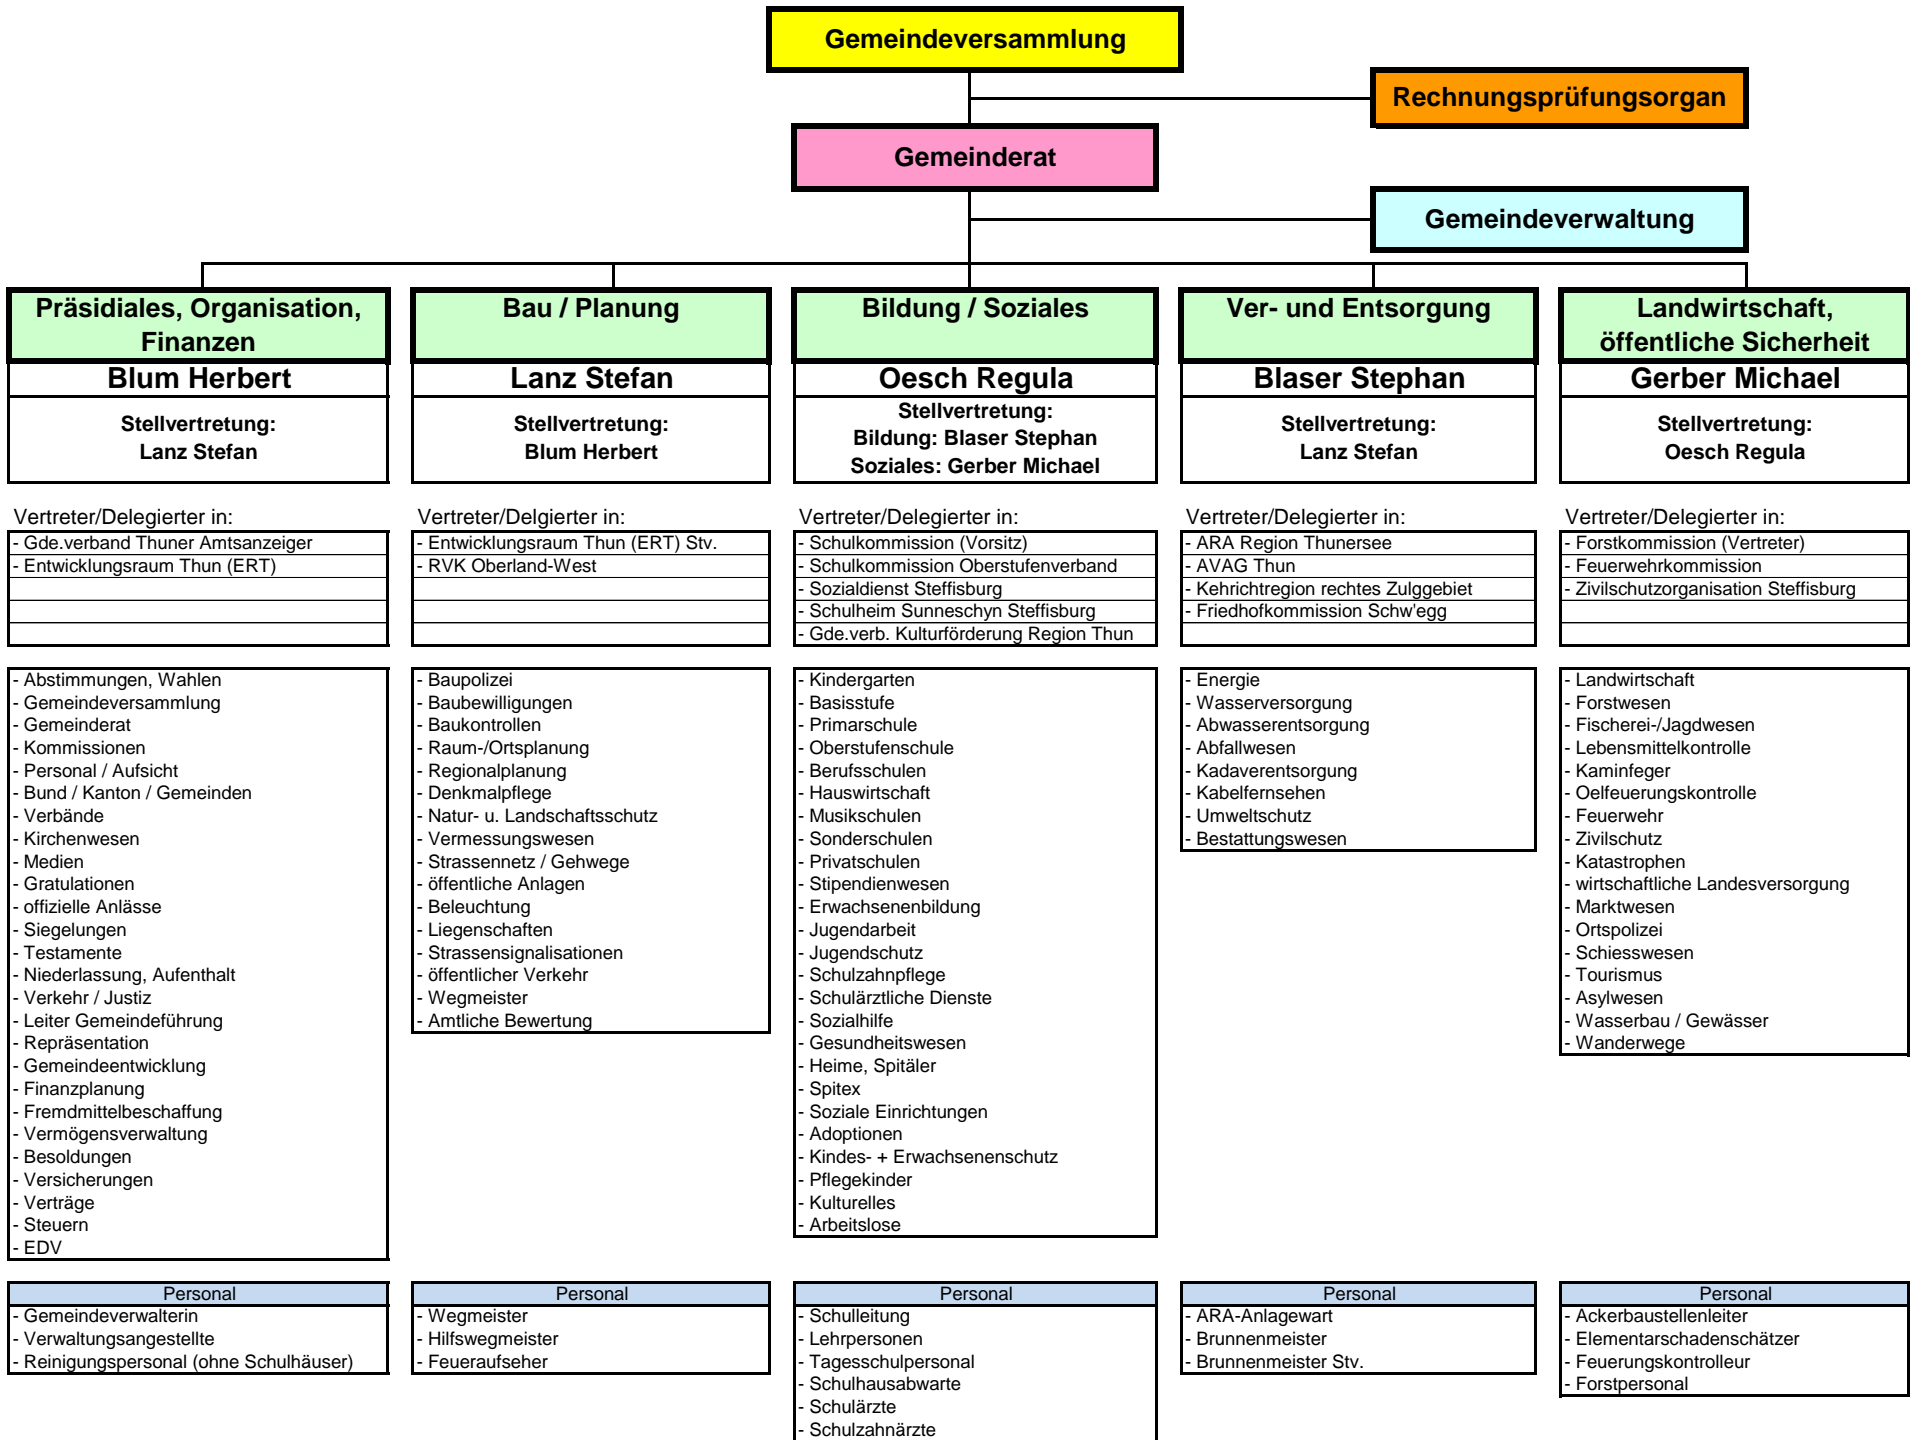 Gemeindeversammlung
Rechnungsprüfungsorgan
Gemeinderat
Gemeindeverwaltung
Präsidiales, Organisation,
Finanzen
Blum Herbert
Stellvertretung:
Lanz Stefan
Vertreter/Delegierter in:
- Gde.verband Thuner Amtsanzeiger
- Entwicklungsraum Thun (ERT)
- Abstimmungen, Wahlen
- Gemeindeversammlung
- Gemeinderat
- Kommissionen
- Personal / Aufsicht
- Bund / Kanton / Gemeinden
- Verbände
- Kirchenwesen
- Medien
- Gratulationen
- offizielle Anlässe
- Siegelungen
- Testamente
- Niederlassung, Aufenthalt
- Verkehr / Justiz
- Leiter Gemeindeführung
- Repräsentation
- Gemeindeentwicklung
- Finanzplanung
- Fremdmittelbeschaffung
- Vermögensverwaltung
- Besoldungen
- Versicherungen
- Verträge
- Steuern
- EDV
Personal
- Gemeindeverwalterin
- Verwaltungsangestellte
- Reinigungspersonal (ohne Schulhäuser)
Bau / Planung
Lanz Stefan
Stellvertretung:
Blum Herbert
Vertreter/Delgierter in:
- Entwicklungsraum Thun (ERT) Stv.
- RVK Oberland-West
- Baupolizei
- Baubewilligungen
- Baukontrollen
- Raum-/Ortsplanung
- Regionalplanung
- Denkmalpflege
- Natur- u. Landschaftsschutz
- Vermessungswesen
- Strassennetz / Gehwege
- öffentliche Anlagen
- Beleuchtung
- Liegenschaften
- Strassensignalisationen
- öffentlicher Verkehr
- Wegmeister
- Amtliche Bewertung
Personal
- Wegmeister
- Hilfswegmeister
- Feueraufseher
Bildung / Soziales
Oesch Regula
Stellvertretung:
Bildung: Blaser Stephan
Soziales: Gerber Michael
Vertreter/Delegierter in:
- Schulkommission (Vorsitz)
- Schulkommission Oberstufenverband
- Sozialdienst Steffisburg
- Schulheim Sunneschyn Steffisburg
- Gde.verb. Kulturförderung Region Thun
- Kindergarten
- Basisstufe
- Primarschule
- Oberstufenschule
- Berufsschulen
- Hauswirtschaft
- Musikschulen
- Sonderschulen
- Privatschulen
- Stipendienwesen
- Erwachsenenbildung
- Jugendarbeit
- Jugendschutz
- Schulzahnpflege
- Schulärztliche Dienste
- Sozialhilfe
- Gesundheitswesen
- Heime, Spitäler
- Spitex
- Soziale Einrichtungen
- Adoptionen
- Kindes- + Erwachsenenschutz
- Pflegekinder
- Kulturelles
- Arbeitslose
Personal
- Schulleitung
- Lehrpersonen
- Tagesschulpersonal
- Schulhausabwarte
- Schulärzte
- Schulzahnärzte
Ver- und Entsorgung
Blaser Stephan
Stellvertretung:
Lanz Stefan
Vertreter/Delegierter in:
- ARA Region Thunersee
- AVAG Thun
- Kehrichtregion rechtes Zulggebiet
- Friedhofkommission Schw'egg
- Energie
- Wasserversorgung
- Abwasserentsorgung
- Abfallwesen
- Kadaverentsorgung
- Kabelfernsehen
- Umweltschutz
- Bestattungswesen
Personal
- ARA-Anlagewart
- Brunnenmeister
- Brunnenmeister Stv.
Landwirtschaft,
öffentliche Sicherheit
Gerber Michael
Stellvertretung:
Oesch Regula
Vertreter/Delegierter in:
- Forstkommission (Vertreter)
- Feuerwehrkommission
- Zivilschutzorganisation Steffisburg
- Landwirtschaft
- Forstwesen
- Fischerei-/Jagdwesen
- Lebensmittelkontrolle
- Kaminfeger
- Oelfeuerungskontrolle
- Feuerwehr
- Zivilschutz
- Katastrophen
- wirtschaftliche Landesversorgung
- Marktwesen
- Ortspolizei
- Schiesswesen
- Tourismus
- Asylwesen
- Wasserbau / Gewässer
- Wanderwege
Personal
- Ackerbaustellenleiter
- Elementarschadenschätzer
- Feuerungskontrolleur
- Forstpersonal